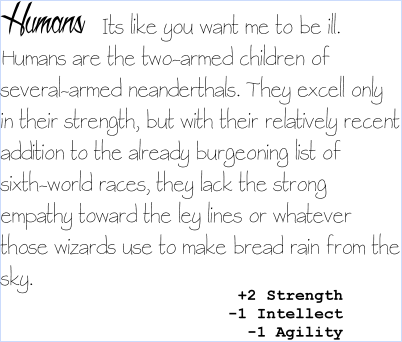 Humans Its like you want me to be ill.
Humans are the two-armed children of
several-armed neanderthals. They excell only
in their strength, but with their relatively recent
addition to the already burgeoning list of
sixth-world races, they lack the strong
empathy toward the ley lines or whatever
those wizards use to make bread rain from the
sky.
+2 Strength
-1 Intellect
-1 Agility